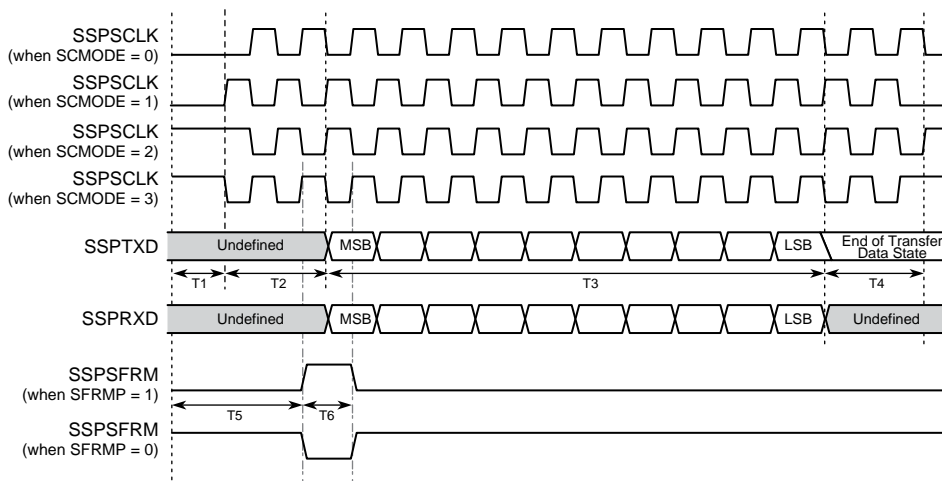 SSPSCLK
(when SCMODE = 0)
SSPSCLK
(when SCMODE = 1)
SSPSCLK
(when SCMODE = 2)
SSPSCLK
(when SCMODE = 3)
SSPTXD
Undefined
MSB
LSB
End of Transfer
Data State
T1
T2
T3
T4
SSPRXD
Undefined
MSB
LSB
Undefined
SSPSFRM
(when SFRMP = 1)
T5
T6
SSPSFRM
(when SFRMP = 0)